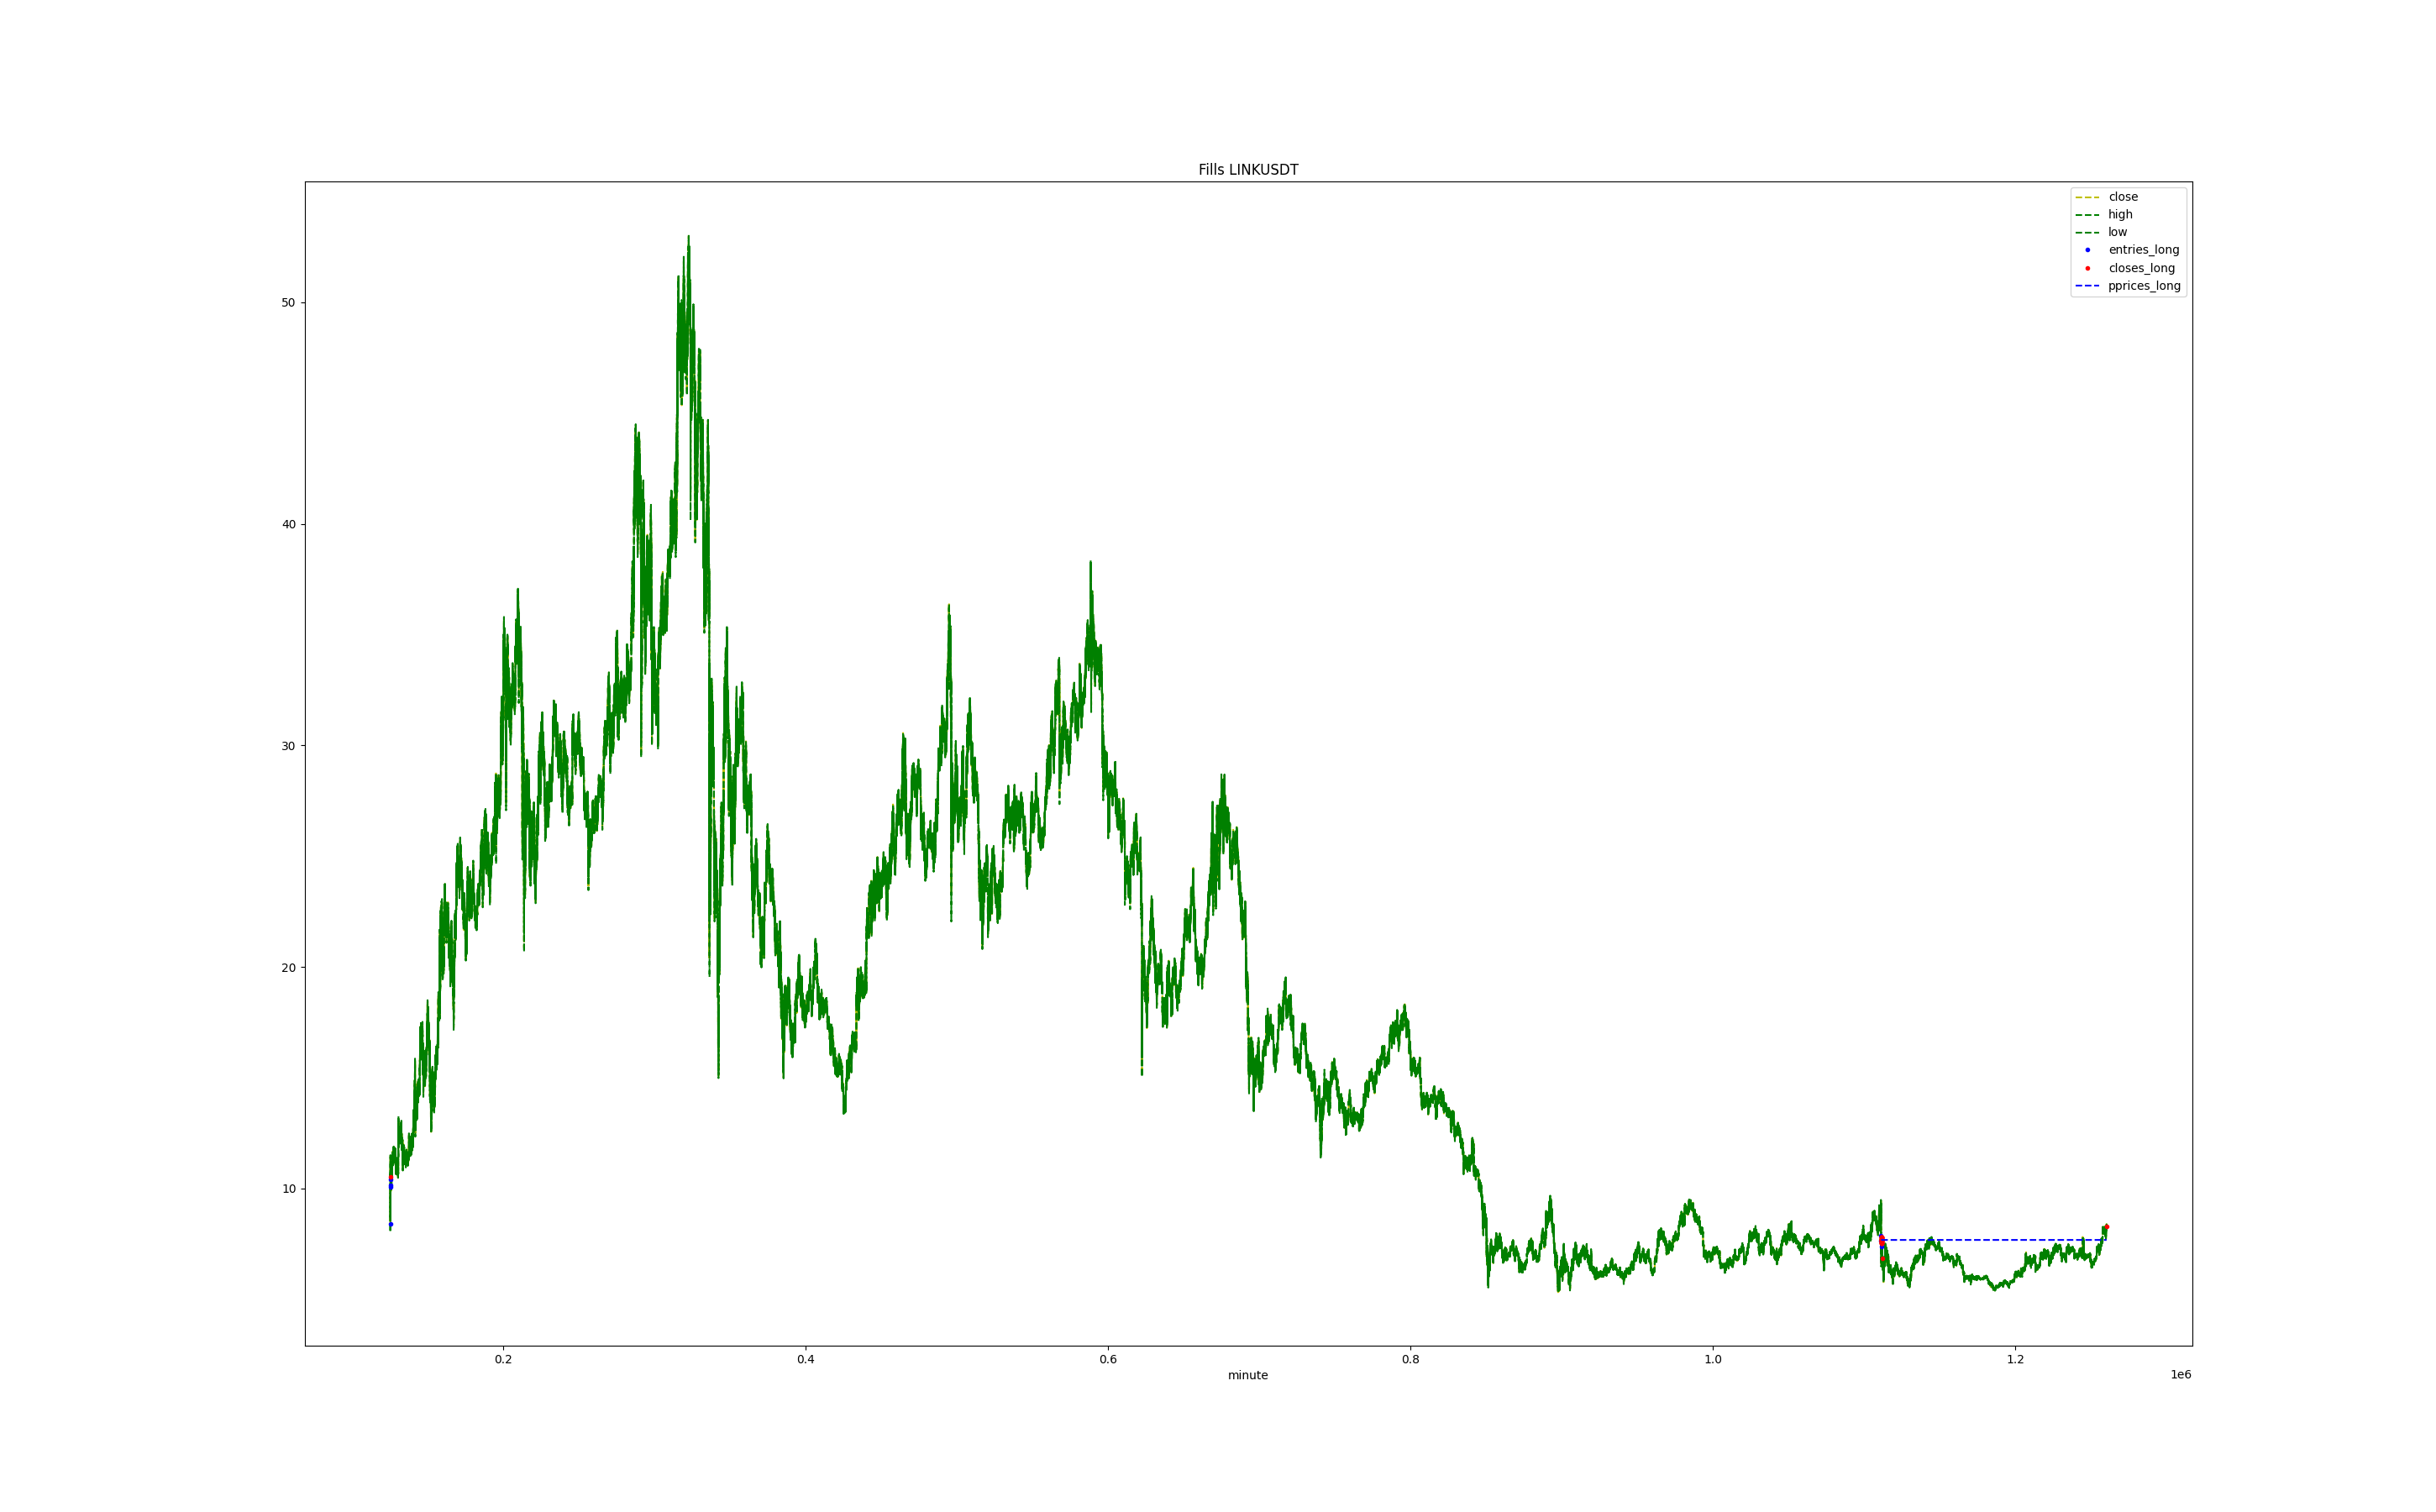 Fills LINKUSDT
close
high
low
entries_long
closes_long
pprices_long
50
40
30
20
10
0.2 0.4 0.6 0.8 1.0 1.2
minute 1e6